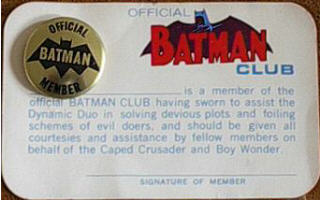 OFFICIAL
BATMAN
CLUB
OFFICIAL
BATMAN
MEMBER
is a member of the
official BATMAN CLUB having sworn to assist the
Dynamic Duo in solving devious plots and foiling
schemes of evil doers, and should be given all
courtesies and assistance by fellow members on
behalf of the Caped Crusader and Boy Wonder.
SIGNATURE OF MEMBER